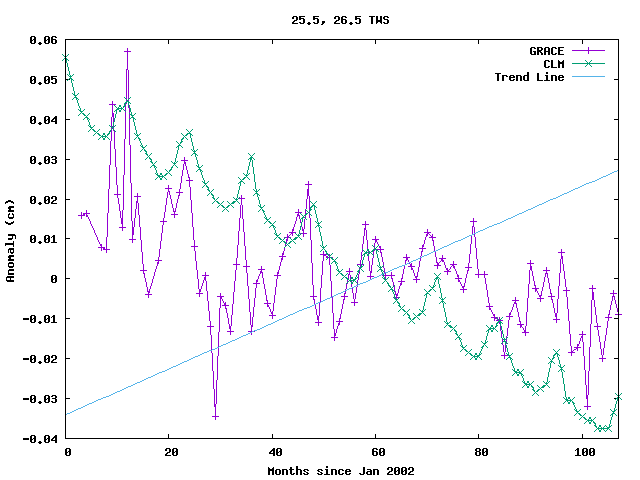 25.5, 26.5 TWS
GRACE
CLM
Trend Line
0.06
0.05
0.04
0.03
0.02
0.01
0
-0.01
-0.02
-0.03
-0.04
Anomaly (cm)
0 20 40 60 80 100
Months since Jan 2002